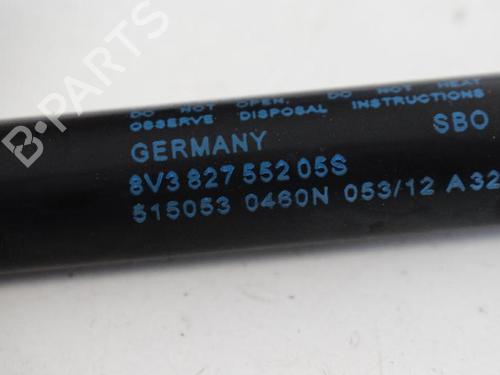 DO NOT OPEN. DO NOT HEAT
OBSERVE DISPOSAL INSTRUCTIONS
GERMANY SBO
8V3 827 552 05S
515053 0460N 053/12 A32
B-PARTS